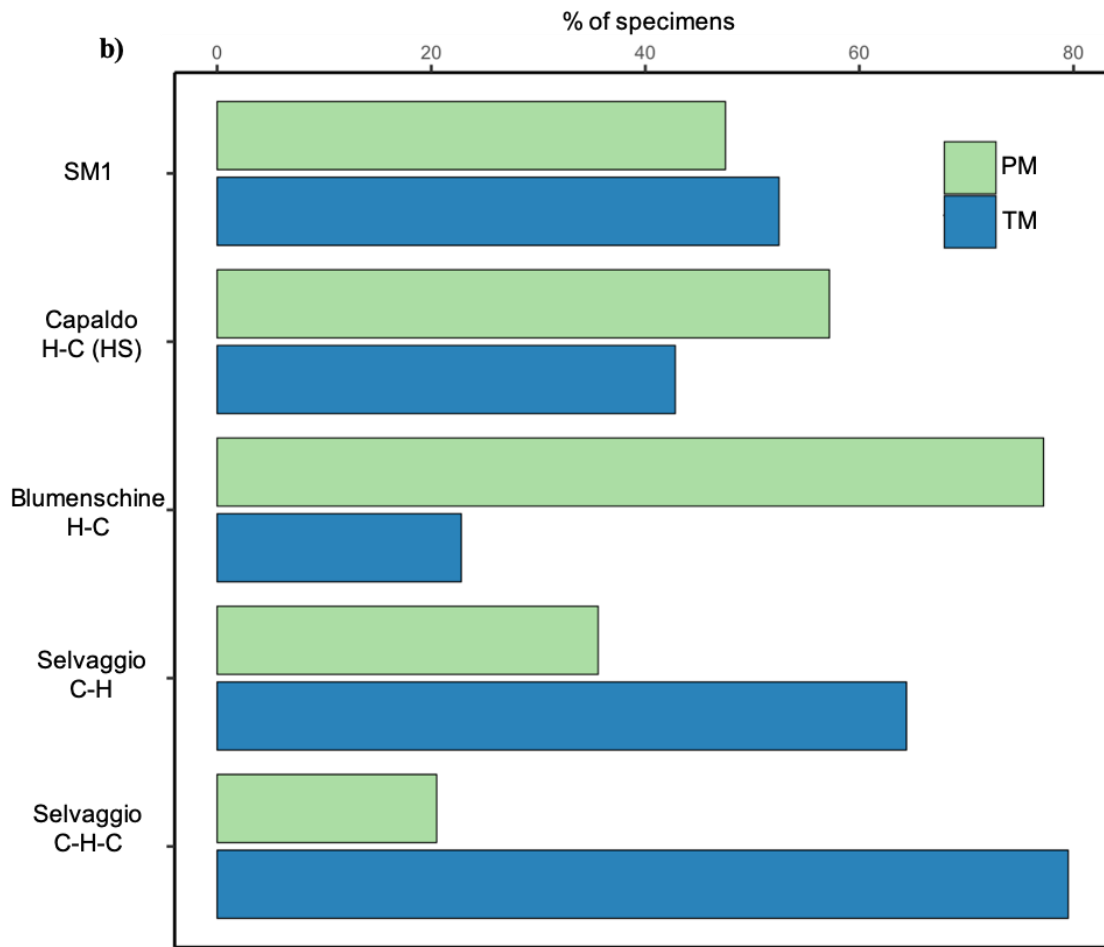 % of specimens
b)
0 20 40 60 80
SM1
PM
TM
Capaldo
H-C (HS)
Blumenschine
H-C
Selvaggio
C-H
Selvaggio
C-H-C